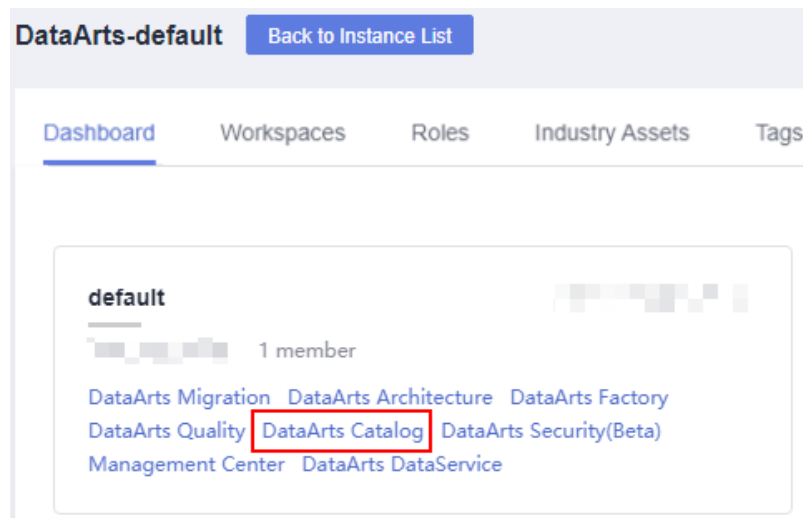 DataArts-default Back to Instance List
Dashboard Workspaces Roles Industry Assets Tags
default
1 member
DataArts Migration DataArts Architecture DataArts Factory
DataArts Quality DataArts Catalog DataArts Security(Beta)
Management Center DataArts DataService